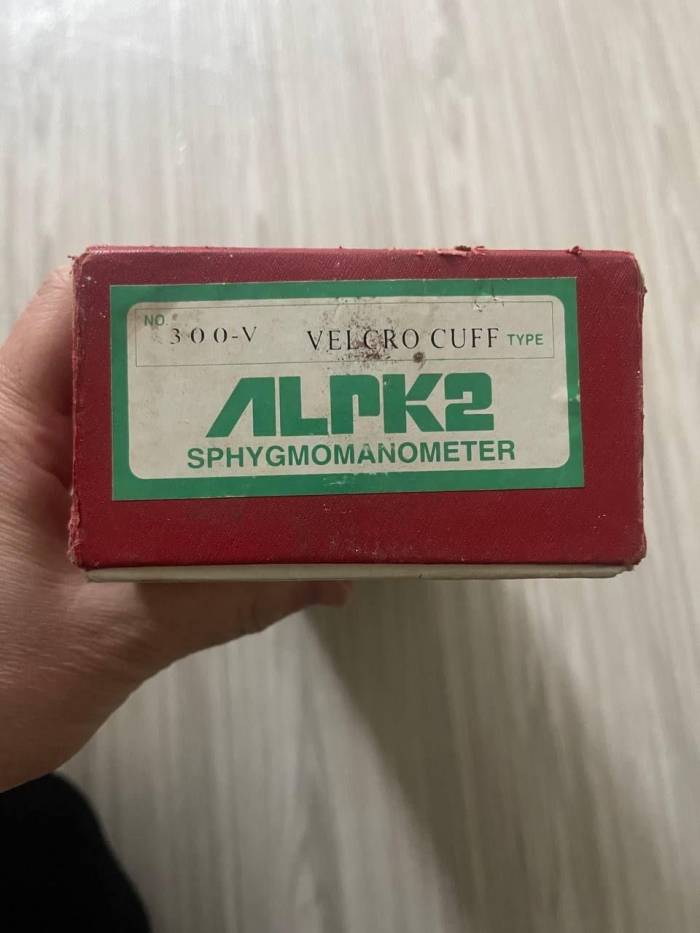 NO. 300-V VELCRO CUFF TYPE
ALPK2
SPHYGMOMANOMETER